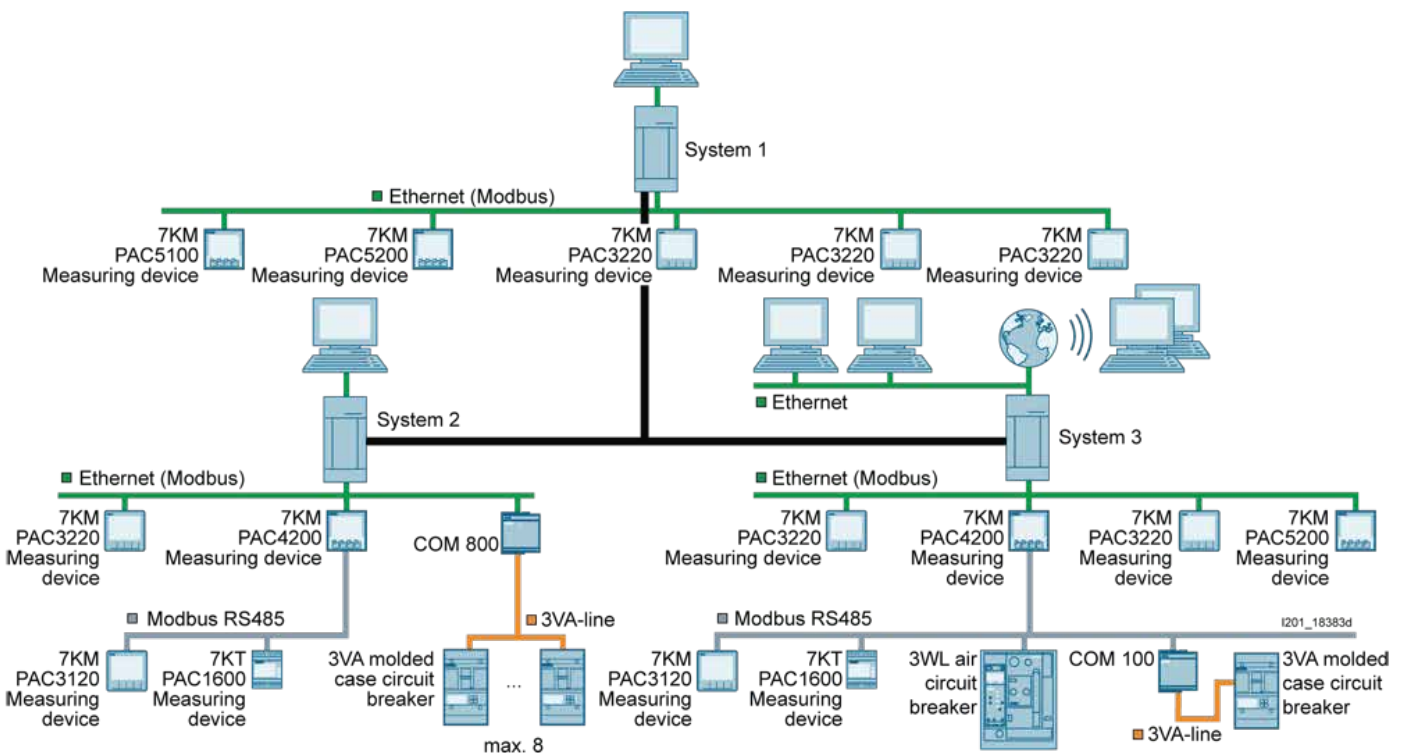 System 1
Ethernet (Modbus)
7KM
PAC5100
Measuring device
7KM
PAC5200
Measuring device
7KM
PAC3220
Measuring device
7KM
PAC3220
Measuring device
7KM
PAC3220
Measuring device
Ethernet
System 2
System 3
Ethernet (Modbus)
7KM
PAC3220
Measuring
device
7KM
PAC4200
Measuring device
COM 800
Ethernet (Modbus)
7KM
PAC3220
Measuring device
7KM
PAC4200
Measuring
device
7KM
PAC3220
Measuring
device
7KM
PAC5200
Measuring
device
Modbus RS485
3VA-line
7KM
PAC3120
Measuring
device
7KT
PAC1600
Measuring
device
3VA molded
case circuit
breaker
...
max. 8
Modbus RS485
I201_18383d
7KM
PAC3120
Measuring
device
7KT
PAC1600
Measuring
device
3WL air
circuit
breaker
COM 100
3VA molded
case circuit
breaker
3VA-line